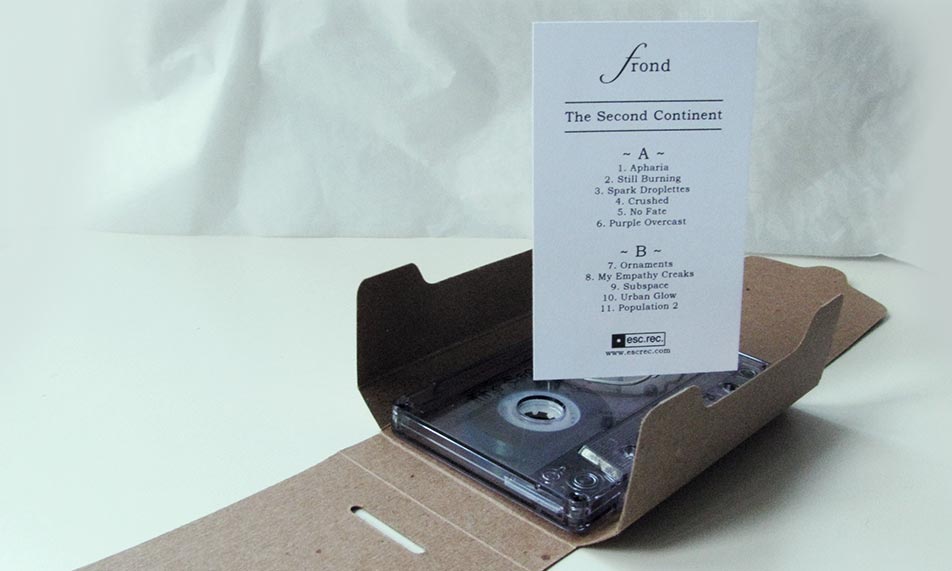 frond
The Second Continent
~ A ~
1. Apharia
2. Still Burning
3. Spark Droplettes
4. Crushed
5. No Fate
6. Purple Overcast
~ B ~
7. Ornaments
8. My Empathy Creaks
9. Subspace
10. Urban Glow
11. Population 2
esc.rec.
www.escrec.com